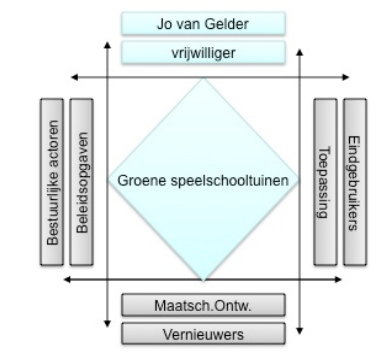 Jo van Gelder
vrijwilliger
Bestuurlijke actoren
Beleidsopgaven
Groene speelschooltuinen
Toepassing
Eindgebruikers
Maatsch.Ontw.
Vernieuwers